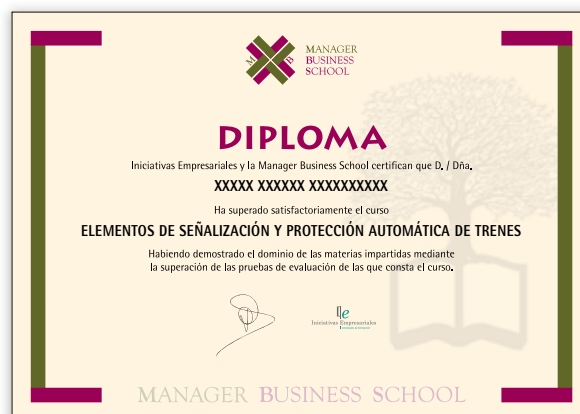 M B
MANAGER
BUSINESS
SCHOOL
DIPLOMA
Iniciativas Empresariales y la Manager Business School certifican que D. / Dña.
XXXXX XXXXXX XXXXXXXXXX
Ha superado satisfactoriamente el curso
ELEMENTOS DE SEÑALIZACIÓN Y PROTECCIÓN AUTOMÁTICA DE TRENES
Habiendo demostrado el dominio de las materias impartidas mediante
la superación de las pruebas de evaluación de las que consta el curso.
Iniciativas Empresariales
MANAGER BUSINESS SCHOOL